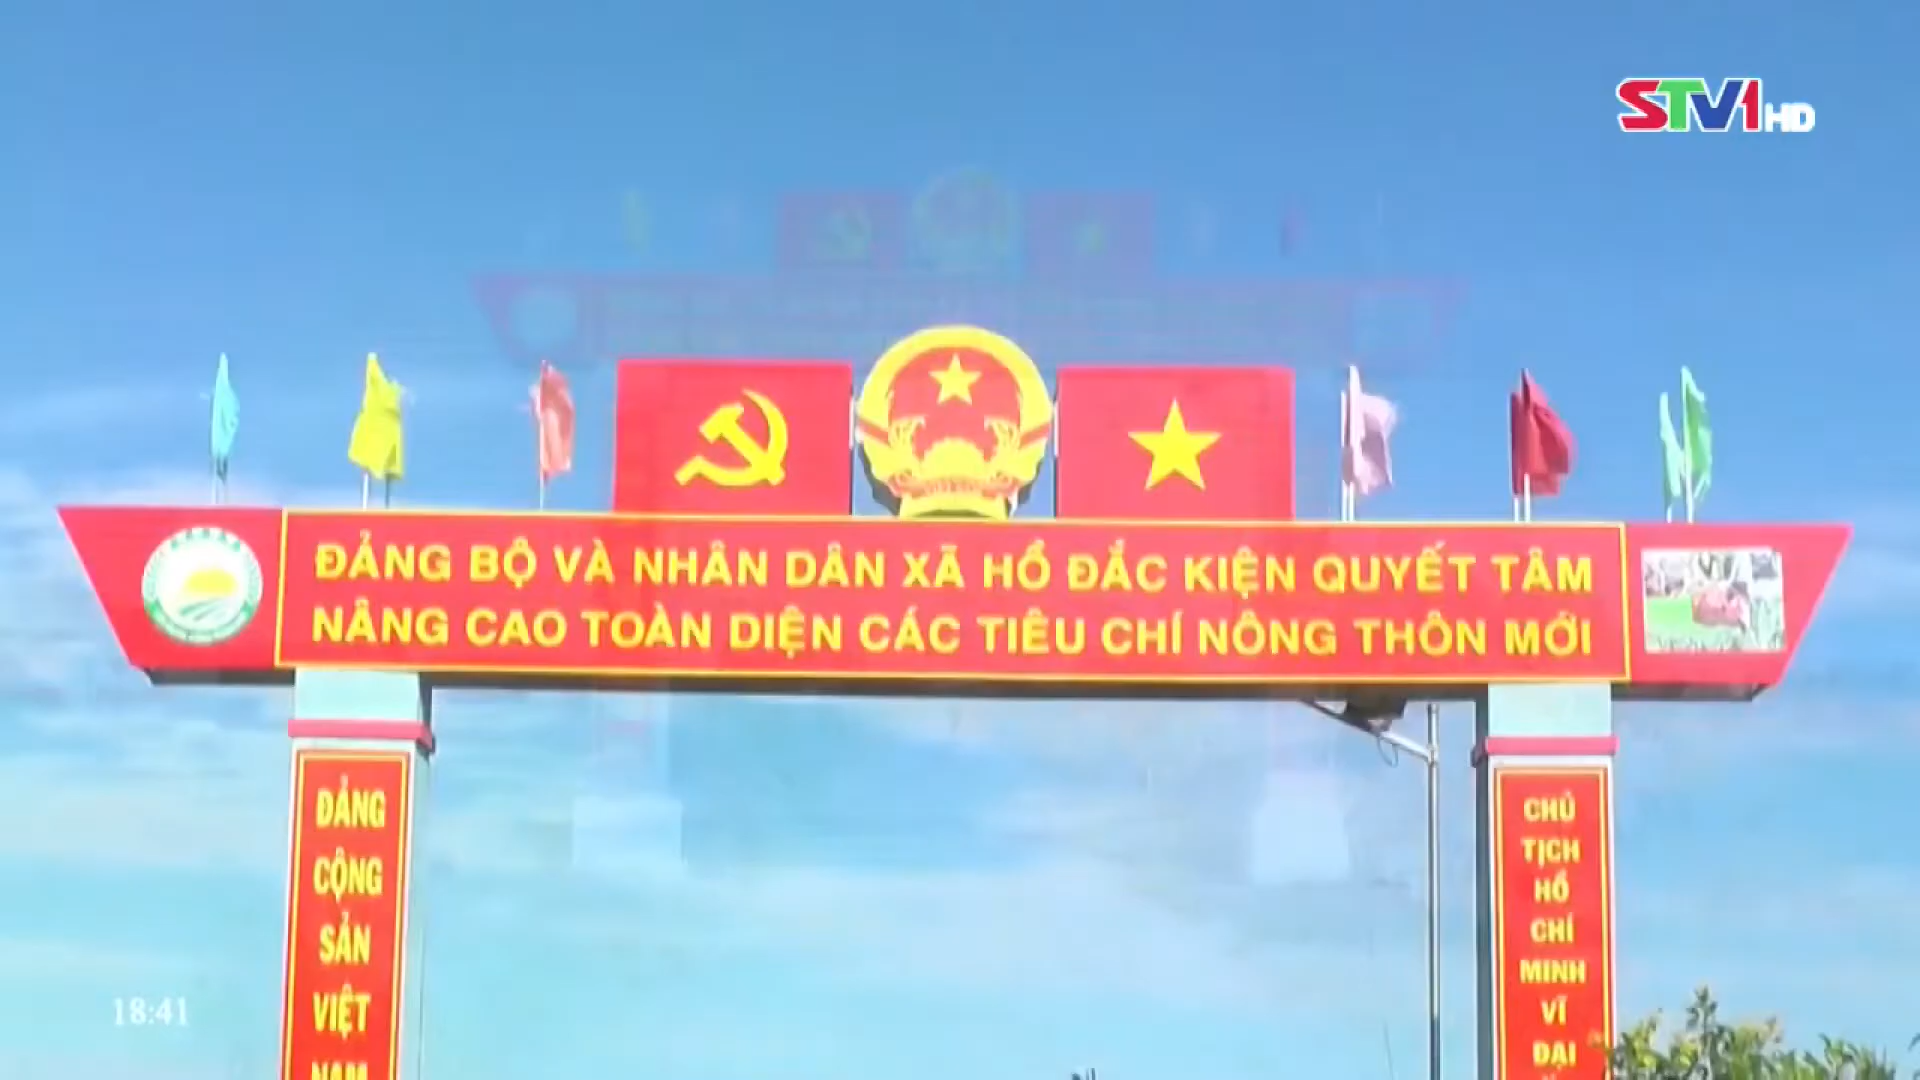 STV1 HD
ĐẢNG BỘ VÀ NHÂN DÂN XÃ HỒ ĐẮC KIỆN QUYẾT TÂM
NÂNG CAO TOÀN DIỆN CÁC TIÊU CHÍ NÔNG THÔN MỚI
ĐẢNG
CỘNG
SẢN
VIỆT
NAM
CHỦ
TỊCH
HỒ
CHÍ
MINH
VĨ
ĐẠI
18:41